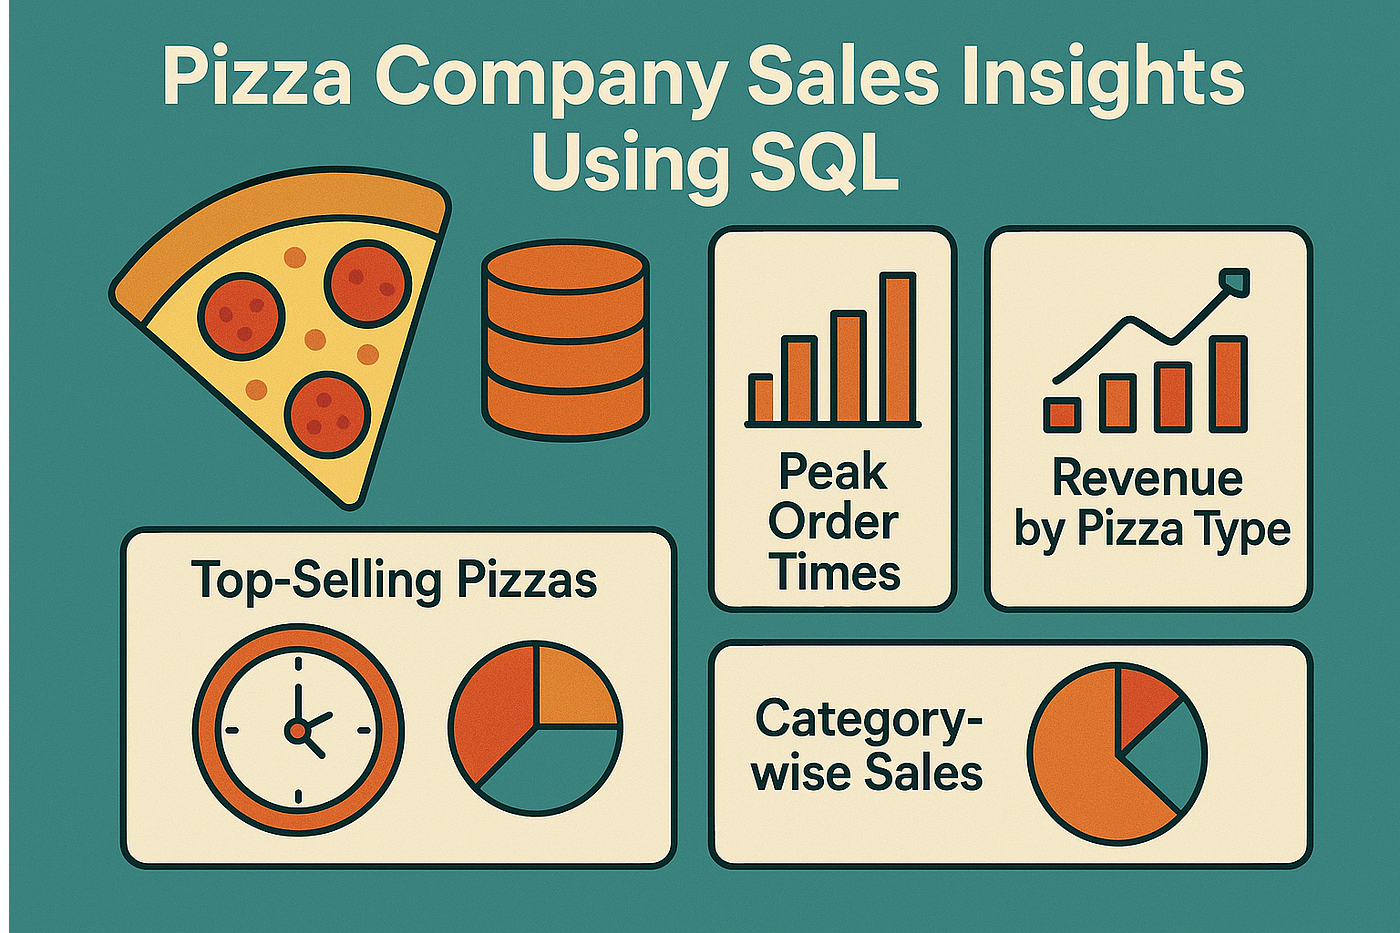 Pizza Company Sales Insights
Using SQL
Peak
Order
Times
Revenue
by Pizza Type
Top-Selling Pizzas
Category-
wise Sales